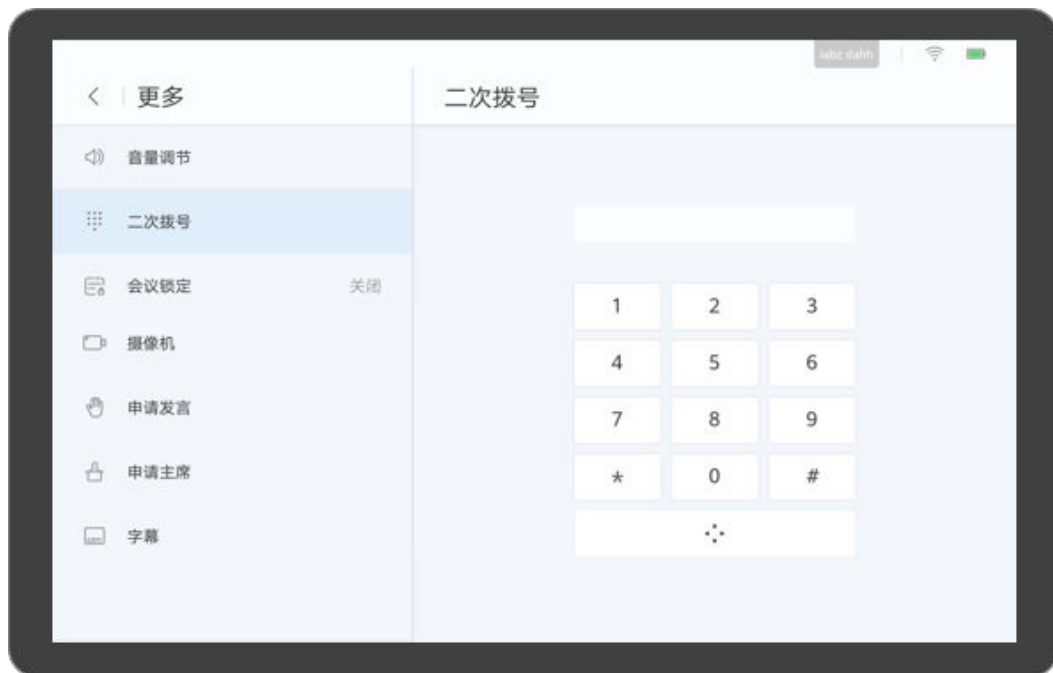 更多
二次拨号
音量调节
二次拨号
会议锁定 关闭
摄像机
申请发言
申请主席
字幕
1 2 3
4 5 6
7 8 9
* 0 #